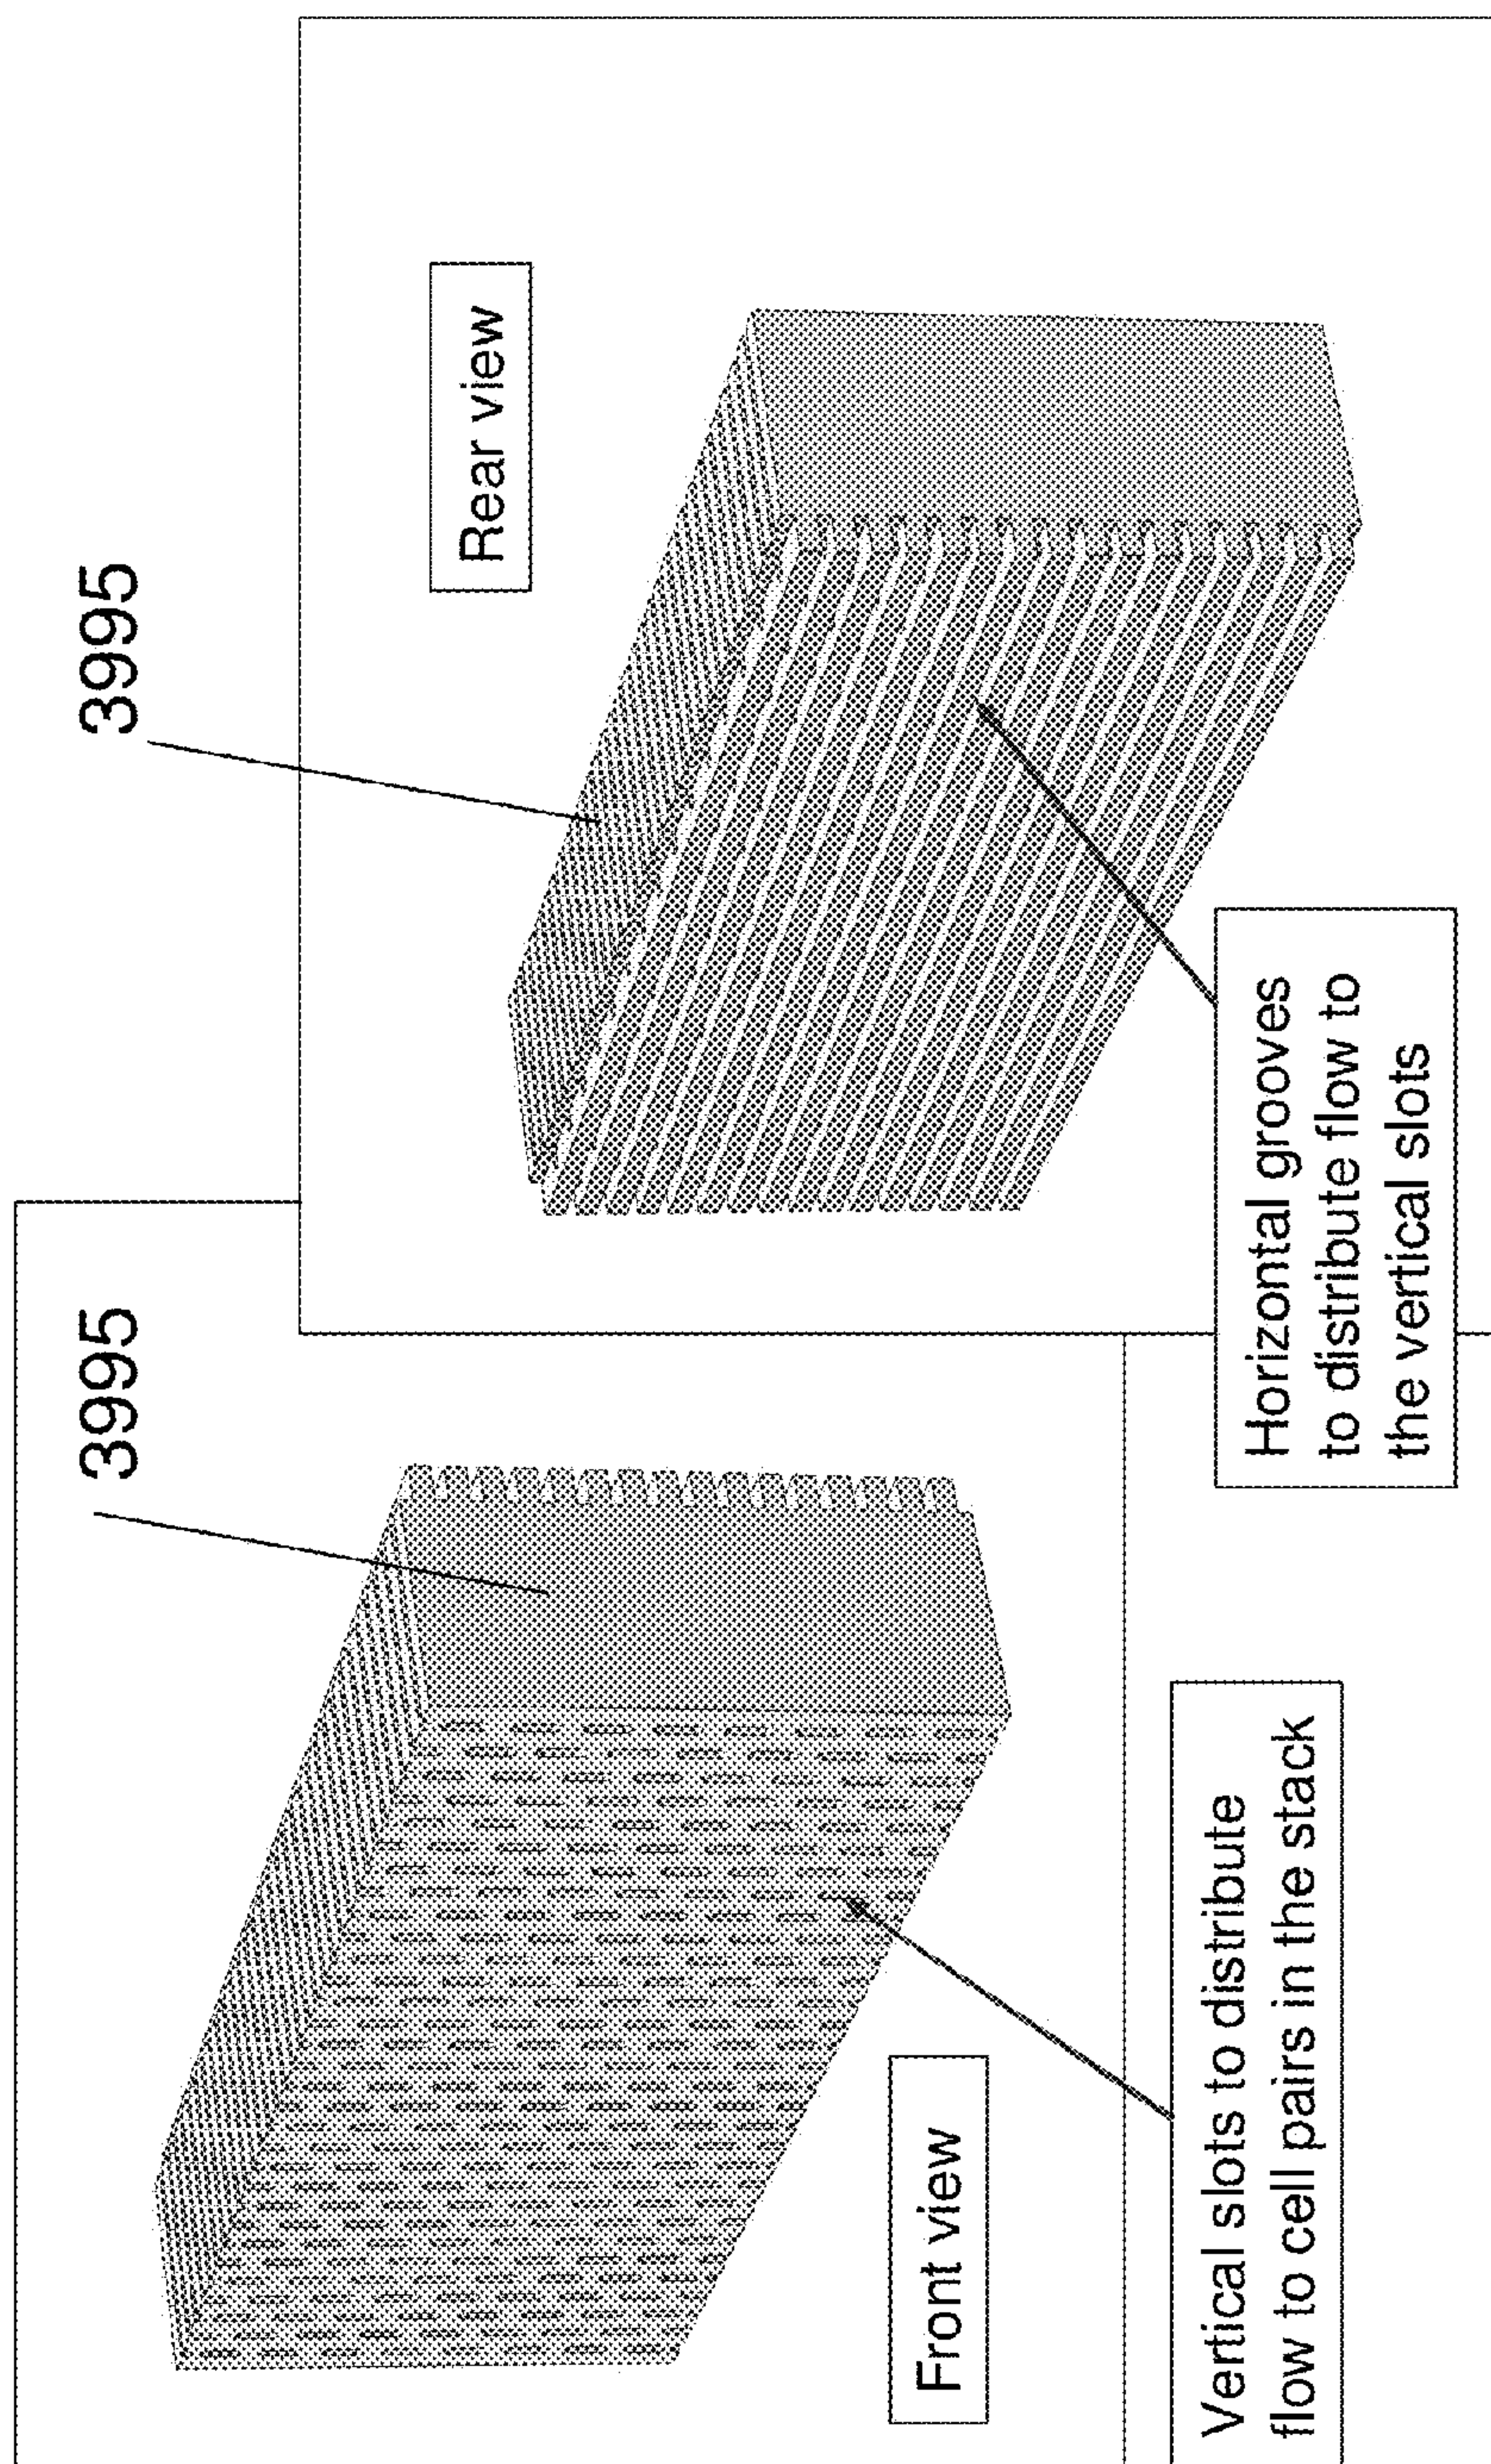 3995
Front view
Vertical slots to distribute
flow to cell pairs in the stack
3995
Rear view
Horizontal grooves
to distribute flow to
the vertical slots